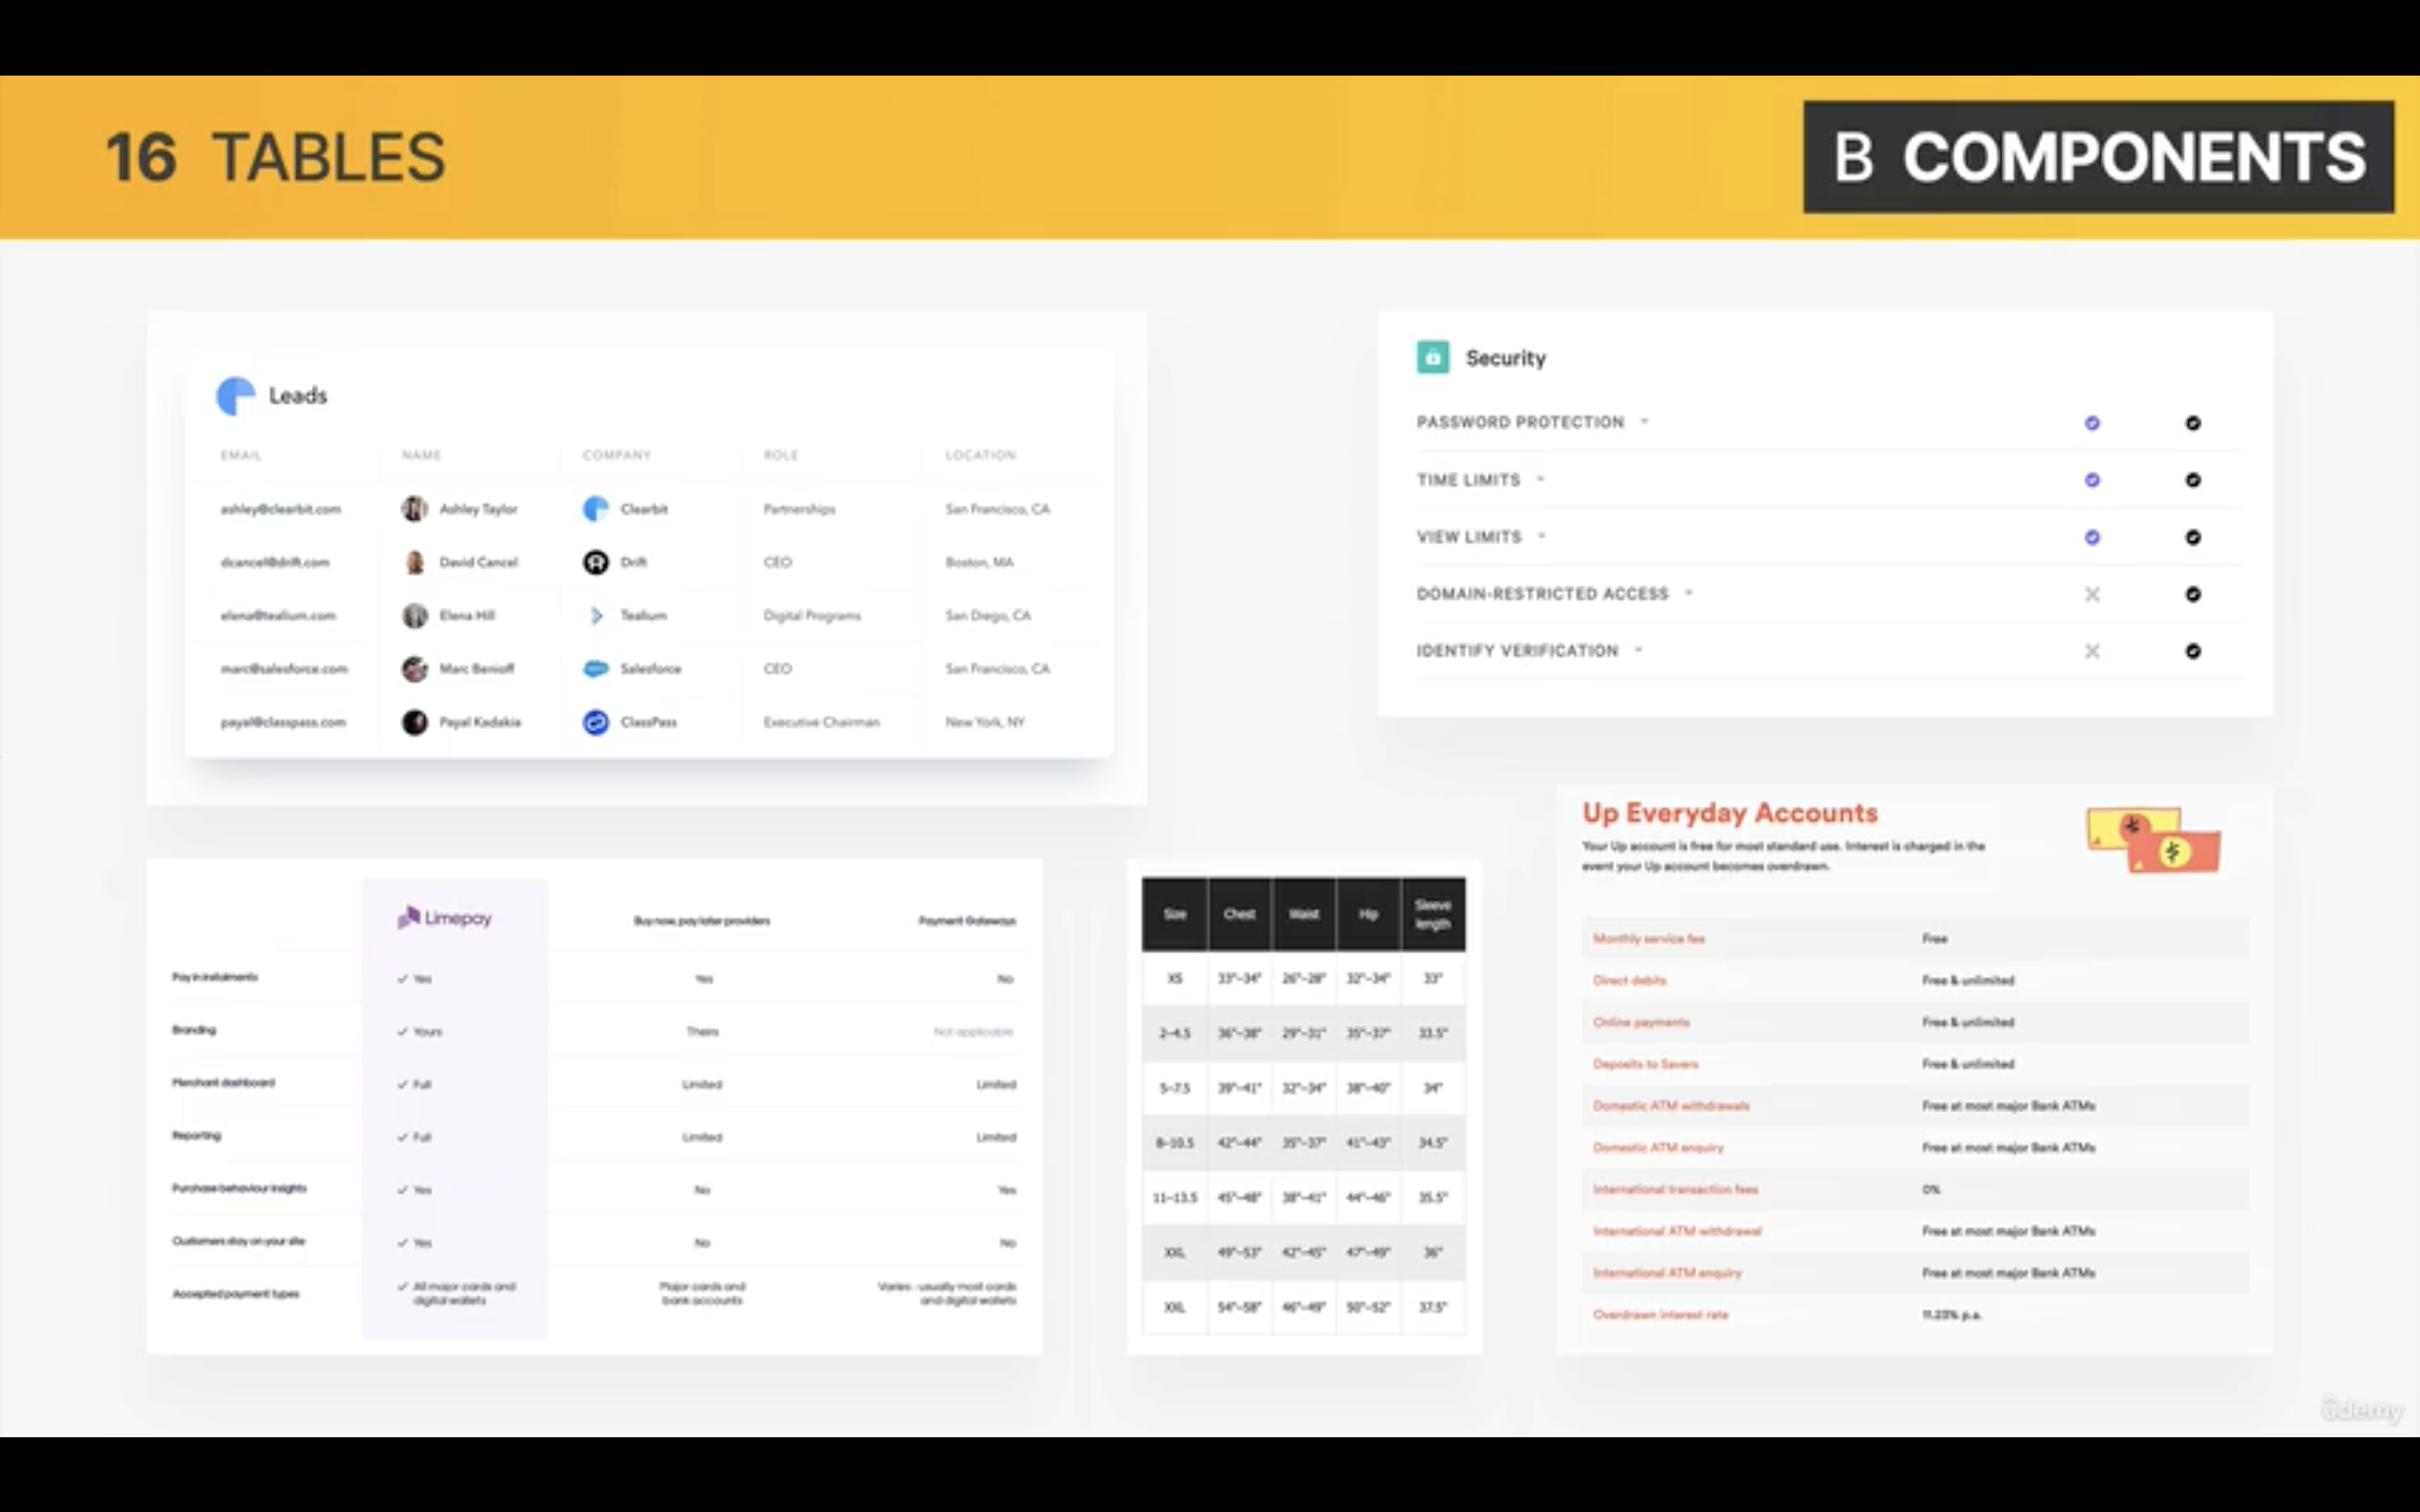 16 TABLES
B COMPONENTS
Leads
EMAIL NAME COMPANY ROLE LOCATION
ashley@clearbit.com Ashley Taylor Clearbit Partnerships San Francisco, CA
dcancel@drift.com David Cancel Drift CEO Boston, MA
elena@tealium.com Elena Hill Tealium Digital Programs San Diego, CA
marc@salesforce.com Marc Benioff Salesforce CEO San Francisco, CA
payal@classpass.com Payal Kadakia ClassPass Executive Chairman New York, NY
Security
PASSWORD PROTECTION
TIME LIMITS
VIEW LIMITS
DOMAIN-RESTRICTED ACCESS
IDENTIFY VERIFICATION
Limepay Buy now, pay later providers Payment Gateways
Pay in instalments Yes Yes No
Branding Yours Theirs Not applicable
Merchant dashboard Full Limited Limited
Reporting Full Limited Limited
Purchase behaviour insights Yes No Yes
Customers stay on your site Yes No No
Accepted payment types All major cards and Major cards and Varies - usually most cards
digital wallets bank accounts and digital wallets
Size Chest Waist Hip Sleeve
length
XS 33"–34" 26"–28" 32"–34" 33"
2–4.5 36"–38" 29"–31" 35"–37" 33.5"
5–7.5 39"–41" 32"–34" 38"–40" 34"
8–10.5 42"–44" 35"–37" 41"–43" 34.5"
11–13.5 45"–48" 38"–41" 44"–46" 35.5"
XXL 49"–53" 42"–45" 47"–49" 36"
XXL 54"–58" 46"–49" 50"–52" 37.5"
Up Everyday Accounts
Your Up account is free for most standard use. Interest is charged in the
event your Up account becomes overdrawn.
Monthly service fee Free
Direct debits Free & unlimited
Online payments Free & unlimited
Deposits to Savers Free & unlimited
Domestic ATM withdrawals Free at most major Bank ATMs
Domestic ATM enquiry Free at most major Bank ATMs
International transaction fees 0%
International ATM withdrawal Free at most major Bank ATMs
International ATM enquiry Free at most major Bank ATMs
Overdrawn interest rate p.a.
ûdemy